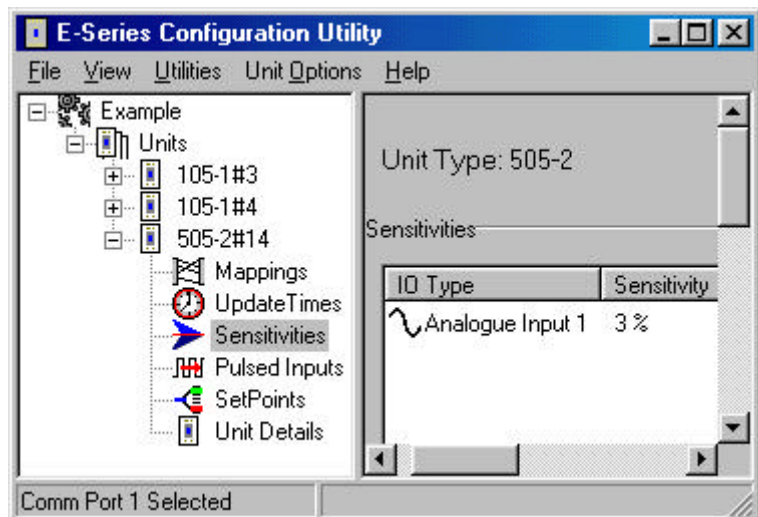 E-Series Configuration Utility
File View Utilities Unit Options Help
Example
Units
105-1#3
105-1#4
505-2#14
Mappings
UpdateTimes
Sensitivities
Pulsed Inputs
SetPoints
Unit Details
Unit Type: 505-2
Sensitivities
IO Type Sensitivity
Analogue Input 1 3 %
Comm Port 1 Selected